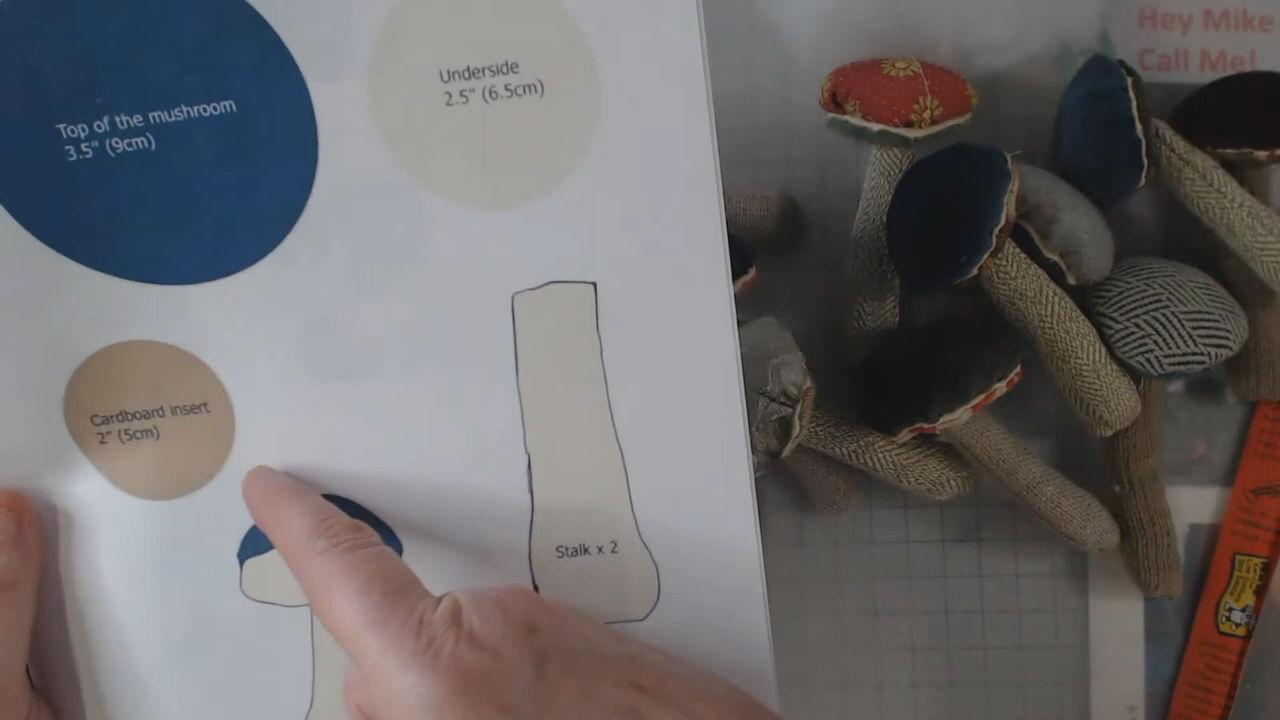 Hey Mike
Call Me!
Top of the mushroom
3.5" (9cm)
Underside
2.5" (6.5cm)
Cardboard insert
2" (5cm)
Stalk x 2